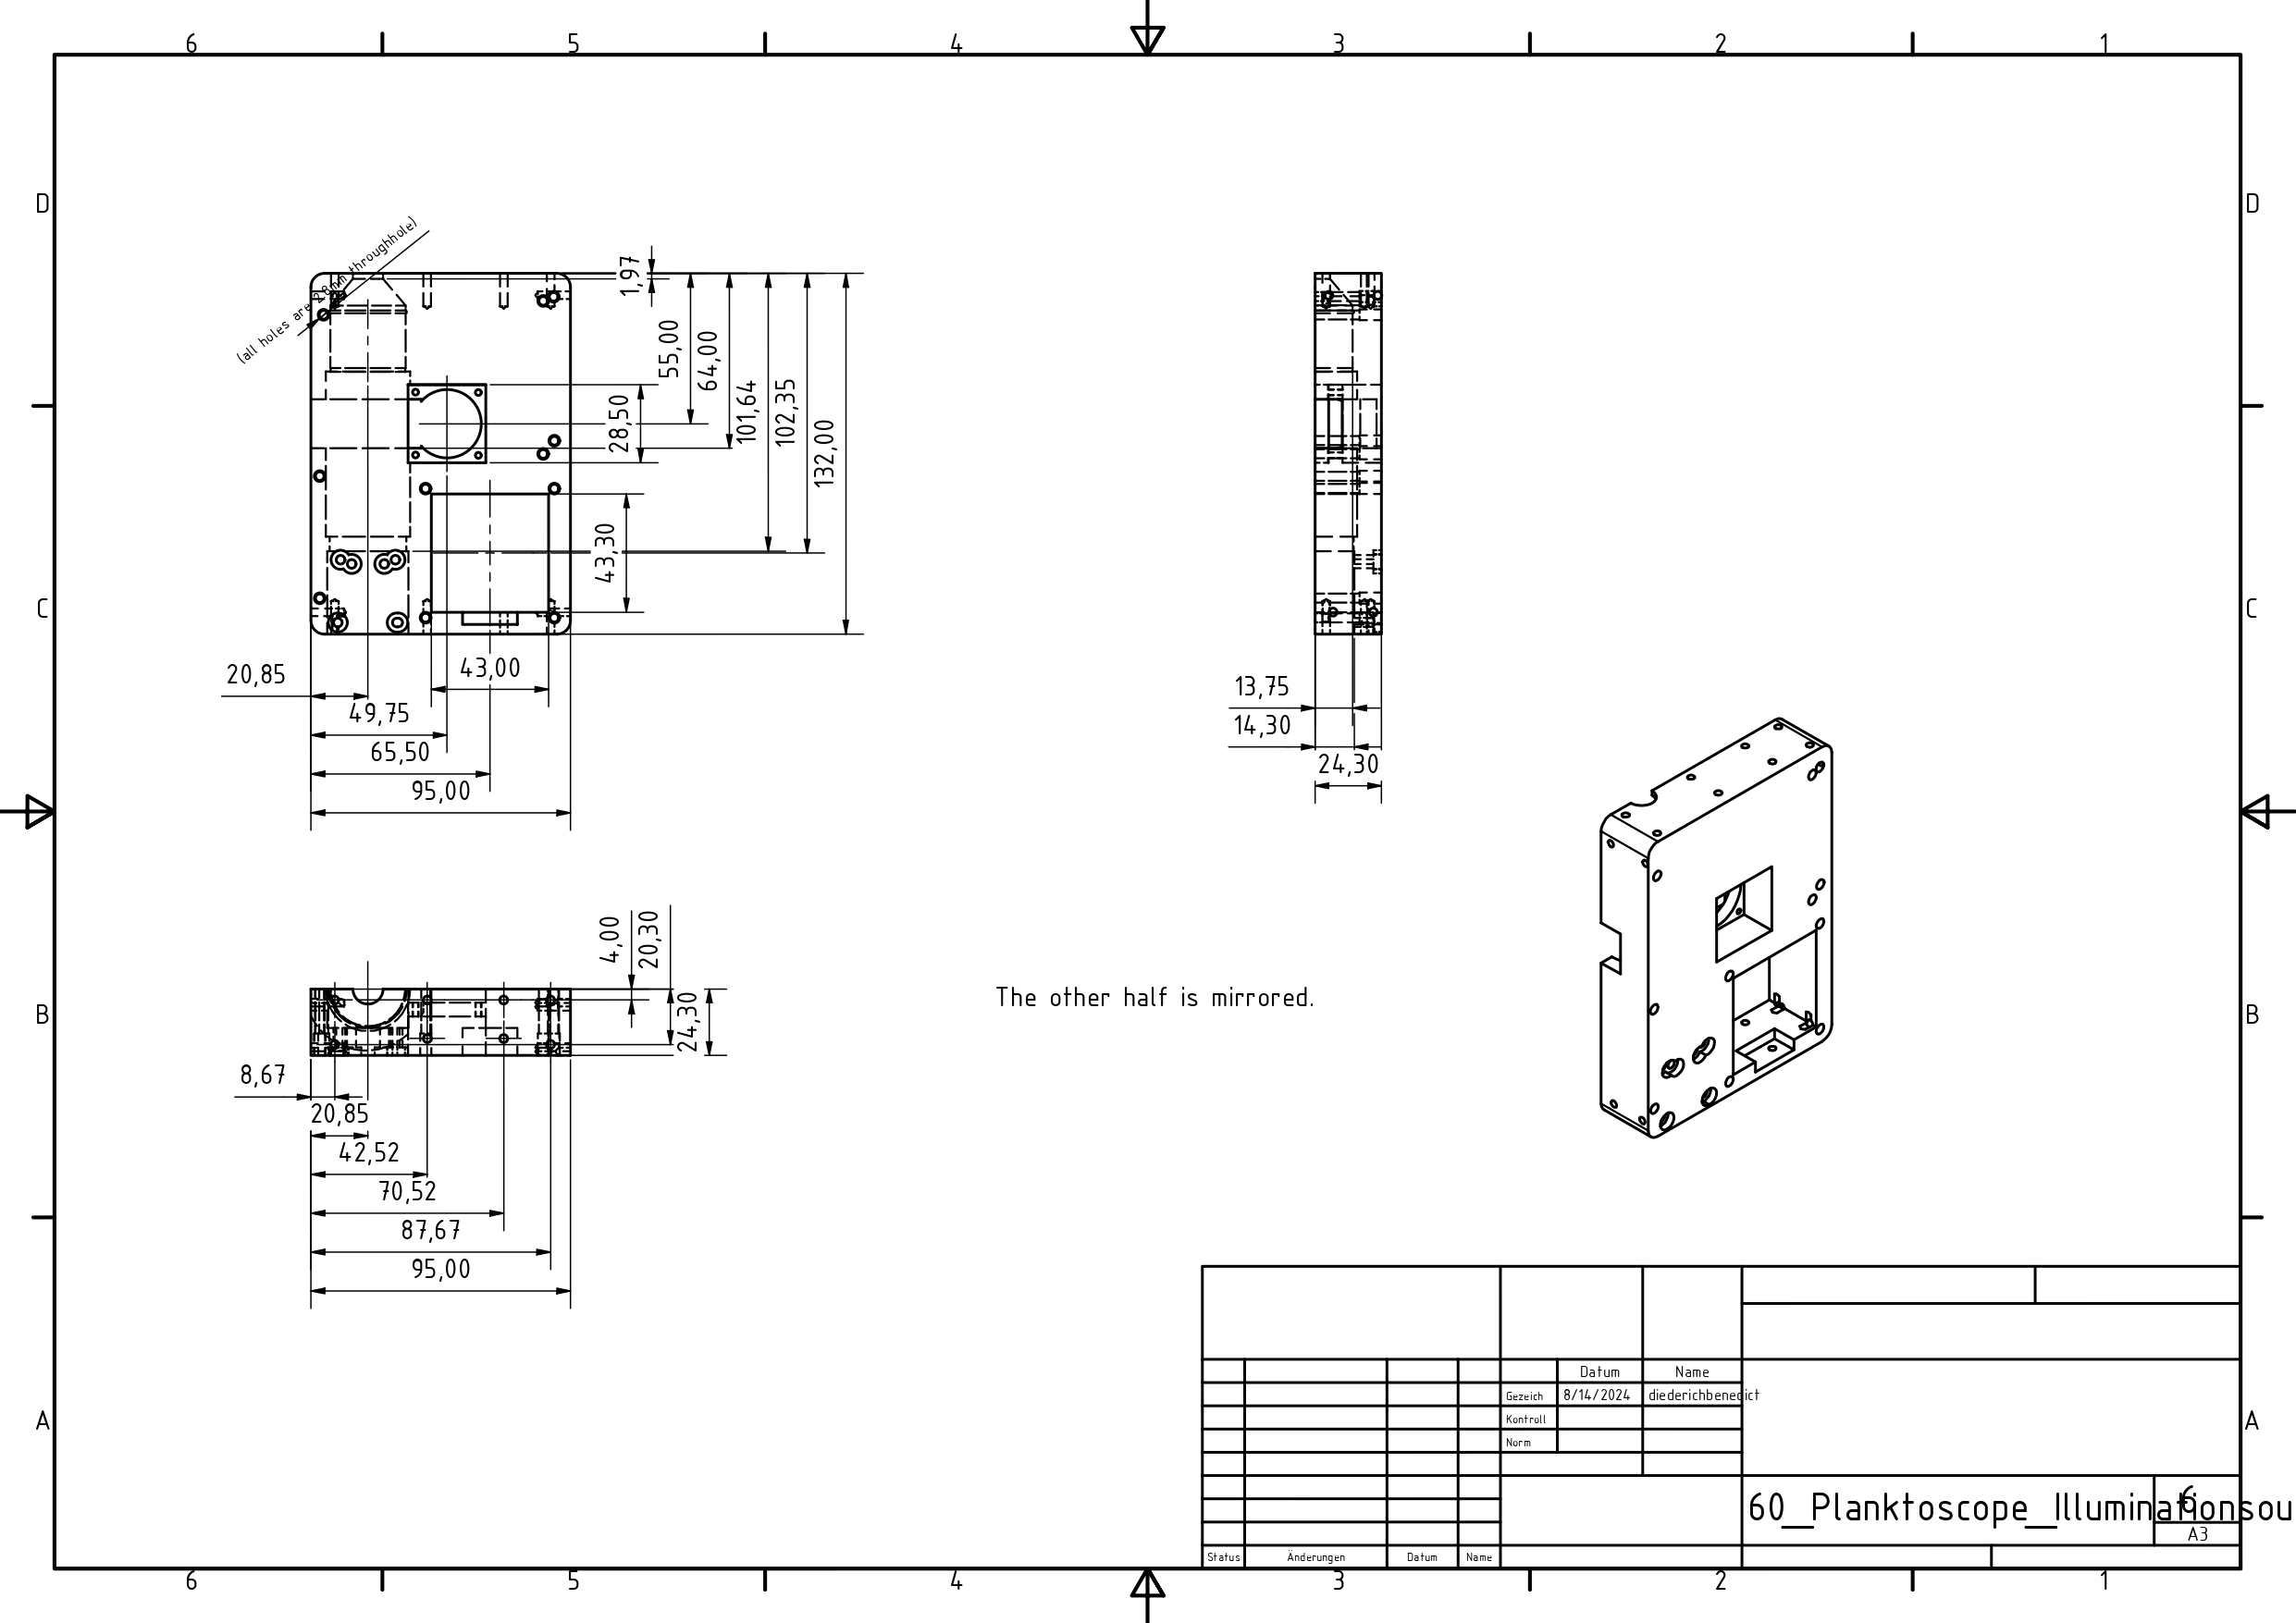 6 5 4 3 2 1
D D
(all holes are 2.8mm throughhole)
1,97
55,00
64,00
101,64
102,35
132,00
28,50
43,30
C C
43,00
20,85
49,75
65,50
95,00
13,75
14,30
24,30
4,00
20,30
24,30
The other half is mirrored.
B B
8,67
20,85
42,52
70,52
87,67
95,00
Datum Name
Gezeich 8/14/2024 diederichbenedict
Kontroll
Norm
A A
60_Planktoscope_Illuminationsou
6
A3
Status Änderungen Datum Name
6 5 4 3 2 1